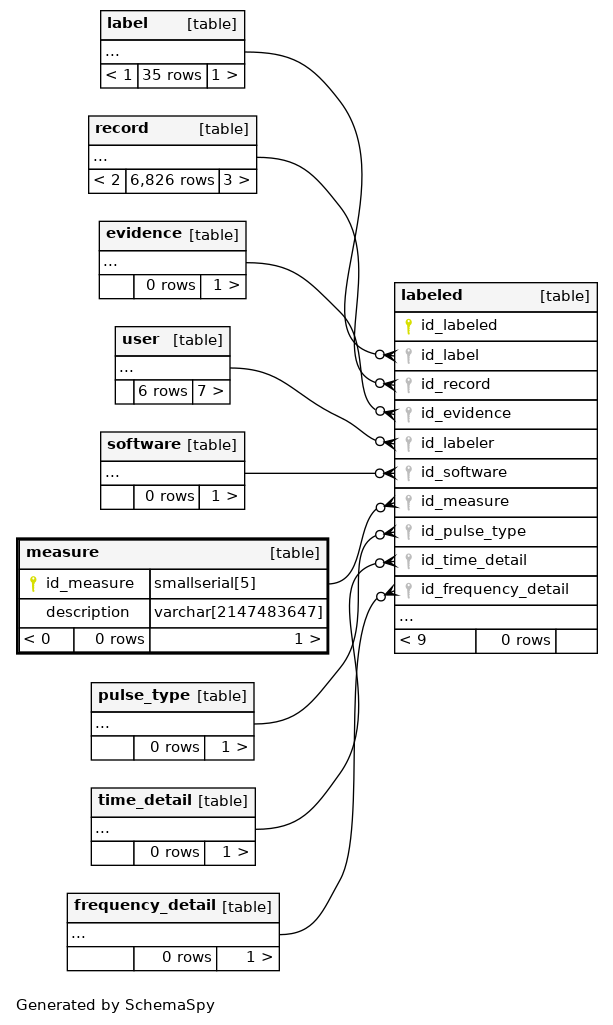 label [table]
...
< 1 35 rows 1 >
record [table]
...
< 2 6,826 rows 3 >
evidence [table]
...
0 rows 1 >
user [table]
...
6 rows 7 >
software [table]
...
0 rows 1 >
measure [table]
id_measure smallserial[5]
description varchar[2147483647]
< 0 0 rows 1 >
pulse_type [table]
...
0 rows 1 >
time_detail [table]
...
0 rows 1 >
frequency_detail [table]
...
0 rows 1 >
labeled [table]
id_labeled
id_label
id_record
id_evidence
id_labeler
id_software
id_measure
id_pulse_type
id_time_detail
id_frequency_detail
...
< 9 0 rows
Generated by SchemaSpy